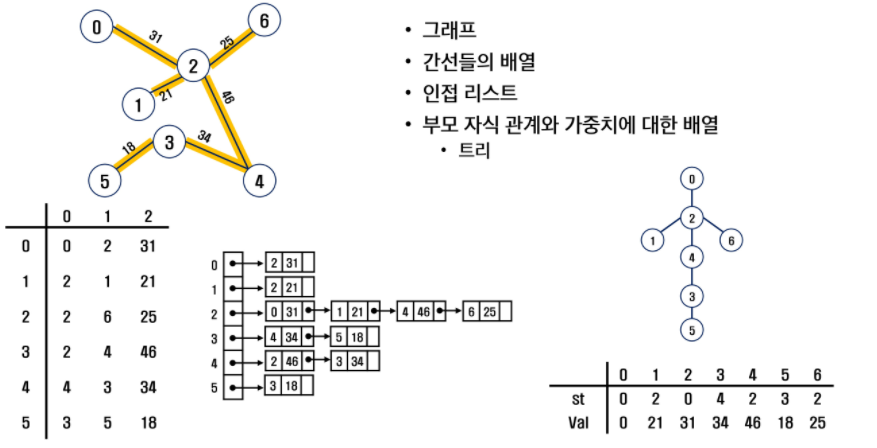 0
6
31
25
2
1
21
46
3
34
18
5
4
• 그래프
• 간선들의 배열
• 인접 리스트
• 부모 자식 관계와 가중치에 대한 배열
• 트리
0 1 2
0 0 2 31
1 2 1 21
2 2 6 25
3 2 4 46
4 4 3 34
5 3 5 18
0 2 31
1 2 21
2 0 31 1 21 4 46 6 25
3 4 34 5 18
4 2 46 3 34
5 3 18
0
2
1 6
4
3
5
0 1 2 3 4 5 6
st 0 2 0 4 2 3 2
Val 0 21 31 34 46 18 25